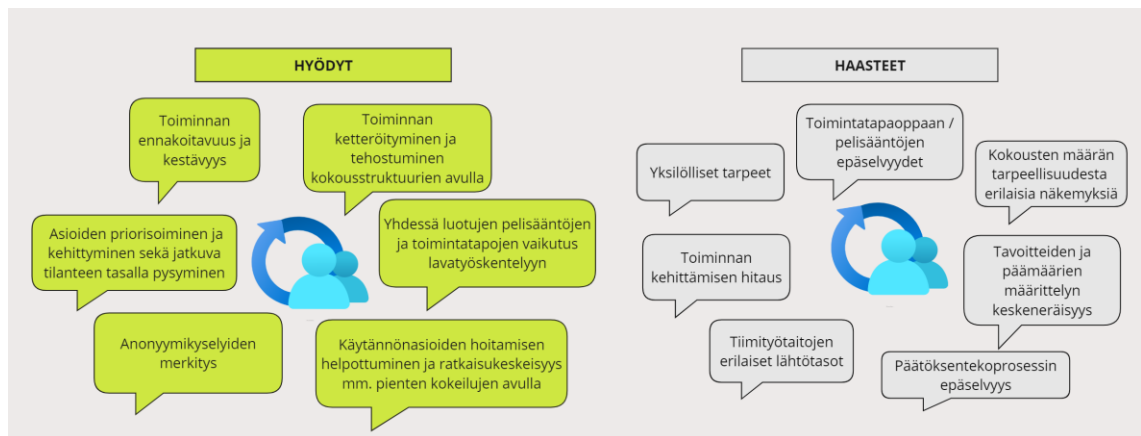 HYÖDYT
Toiminnan
ennakoitavuus ja
kestävyys
Toiminnan
ketteröityminen ja
tehostuminen
kokousstruktuurien avulla
Asioiden priorisoiminen ja
kehittyminen sekä jatkuva
tilanteen tasalla pysyminen
Yhdessä luotujen pelisääntöjen
ja toimintatapojen vaikutus
lavatyöskentelyyn
Anonyymikyselyiden
merkitys
Käytännönasioiden hoitamisen
helpottuminen ja ratkaisukeskeisyys
mm. pienten kokeilujen avulla
HAASTEET
Toimintatapaoppaan /
pelisääntöjen
epäselvyydet
Yksilölliset tarpeet
Kokousten määrän
tarpeellisuudesta
erilaisia näkemyksiä
Toiminnan
kehittämisen hitaus
Tavoitteiden ja
päämäärien
määrittelyn
keskeneräisyys
Tiimityötaitojen
erilaiset lähtötasot
Päätöksentekoprosessin
epäselvyys